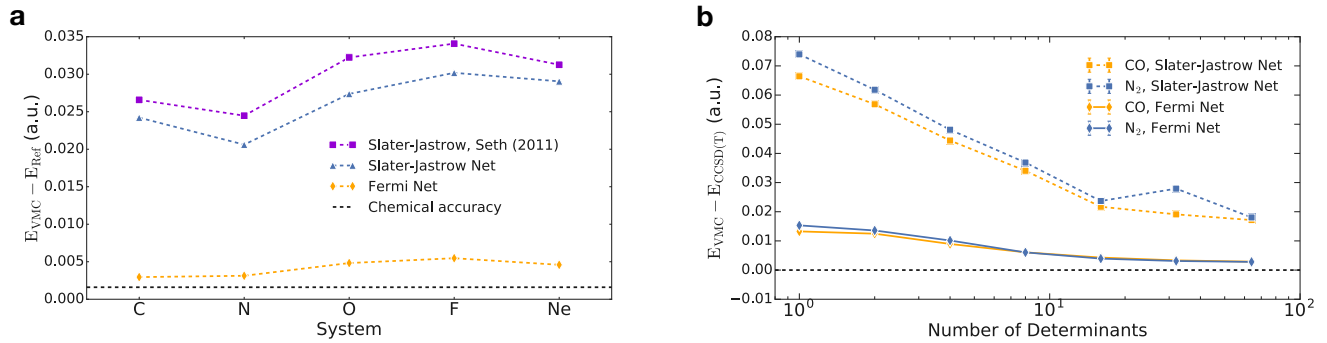 a
0.035
0.030
0.025
0.020
0.015
0.010
0.005
0.000
E_VMC − E_Ref (a.u.)
Slater-Jastrow, Seth (2011)
Slater-Jastrow Net
Fermi Net
Chemical accuracy
C N O F Ne
System
b
0.08
0.07
0.06
0.05
0.04
0.03
0.02
0.01
0.00
−0.01
E_VMC − E_CCSD(T) (a.u.)
CO, Slater-Jastrow Net
N₂, Slater-Jastrow Net
CO, Fermi Net
N₂, Fermi Net
10⁰ 10¹ 10²
Number of Determinants